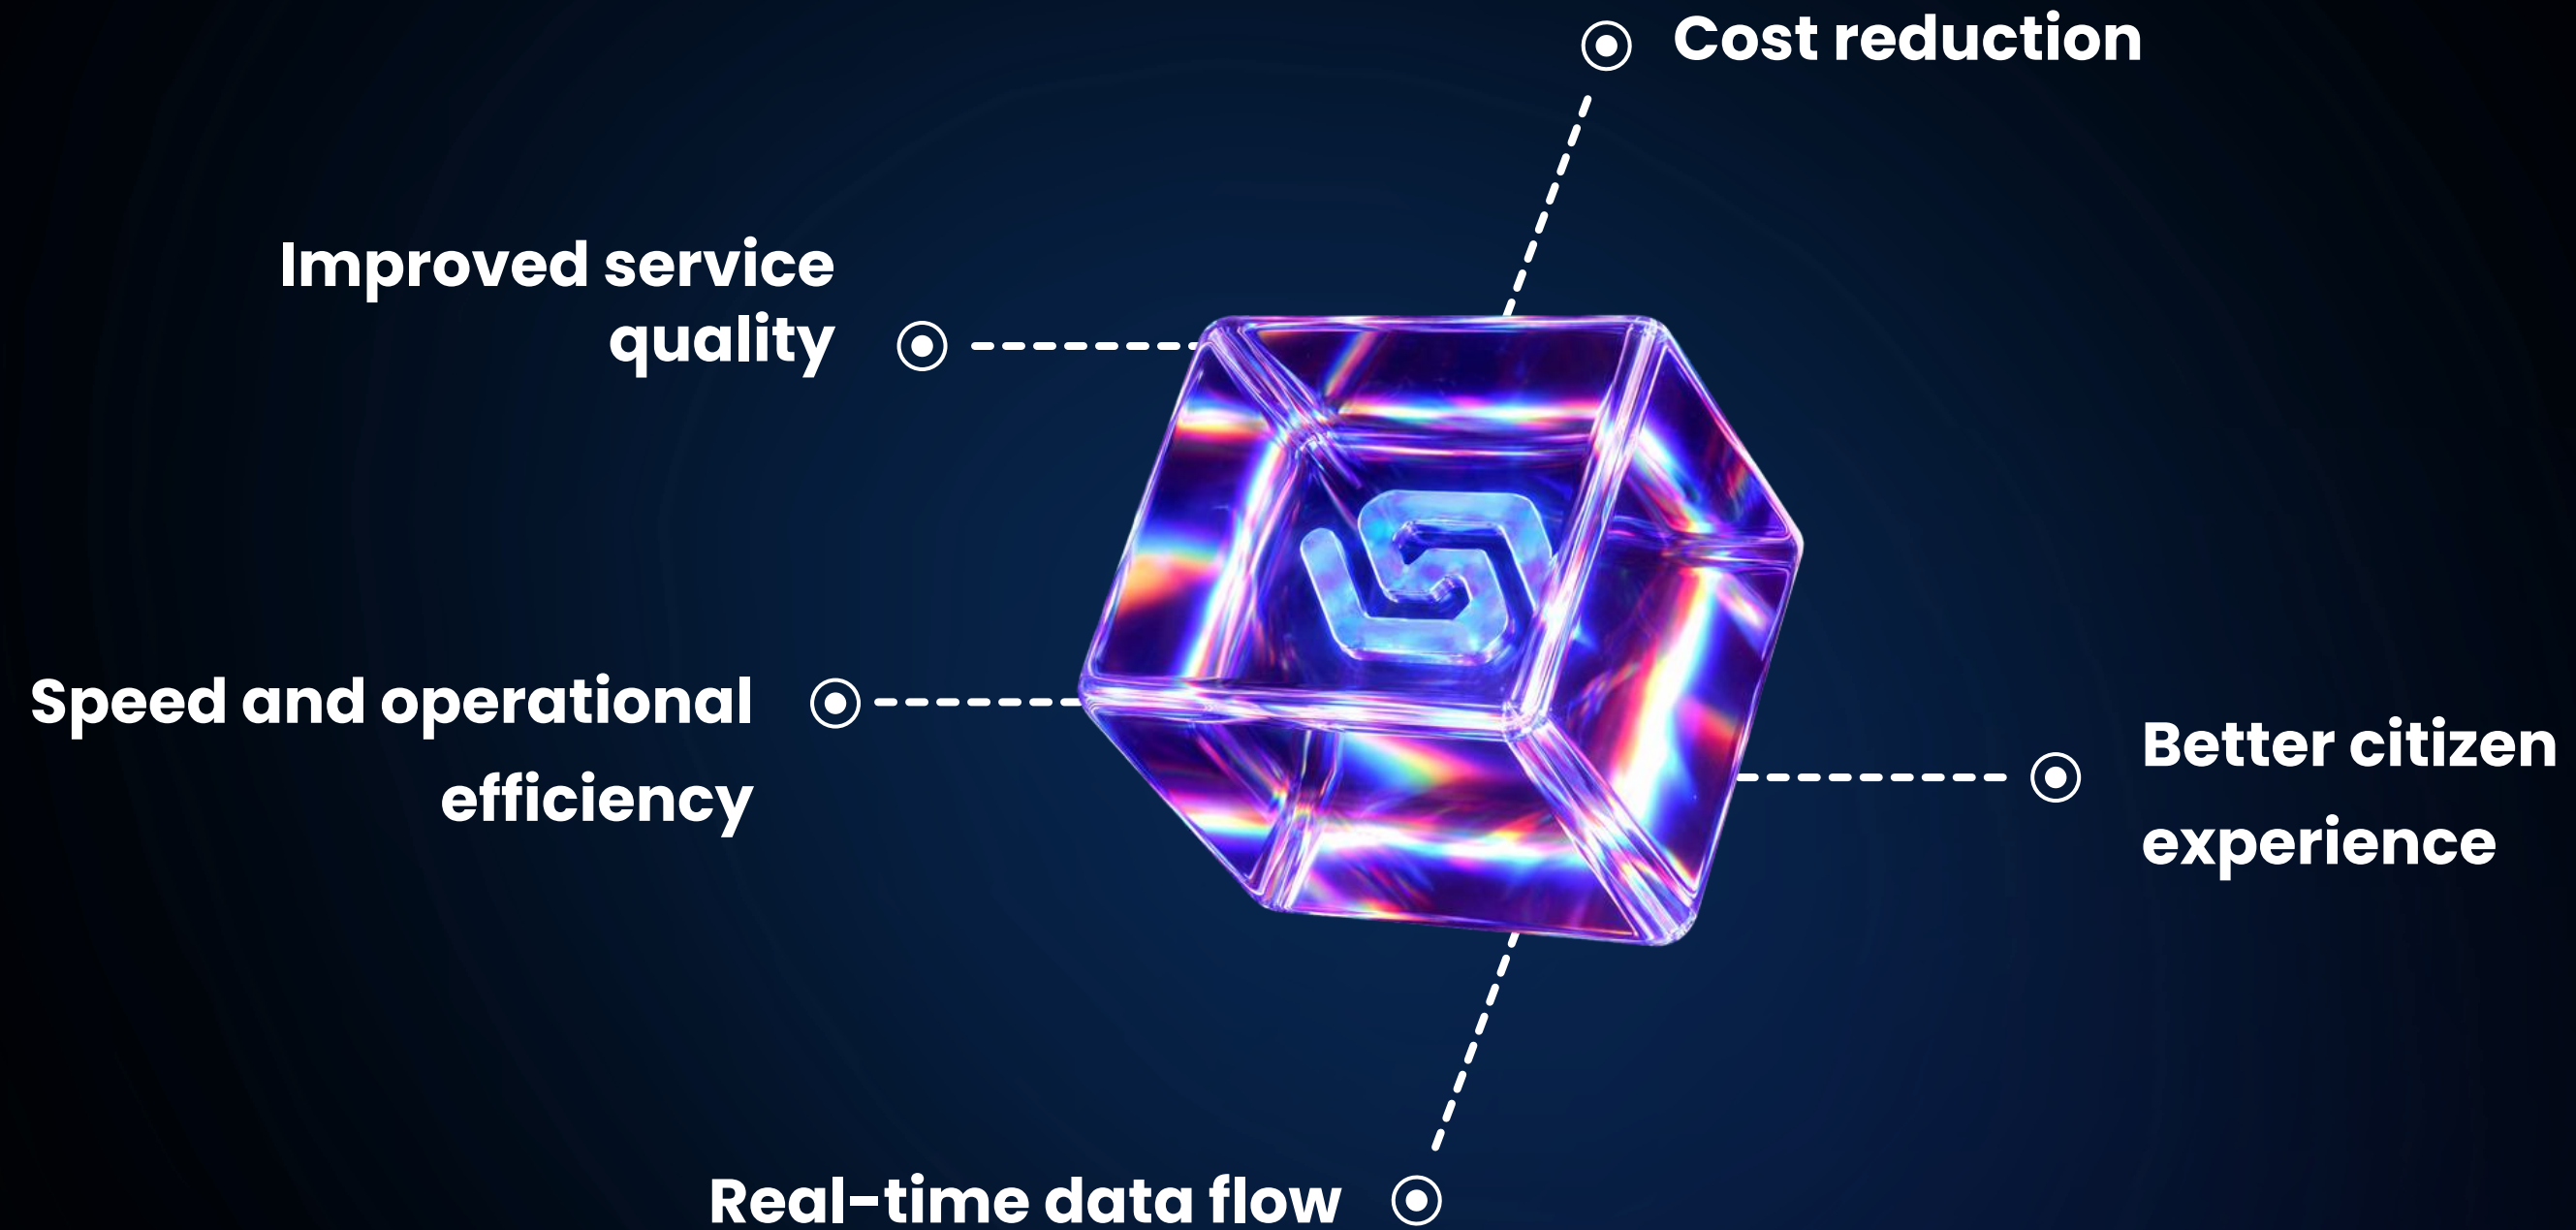 Cost reduction
Improved service
quality
Speed and operational
efficiency
Better citizen
experience
Real-time data flow